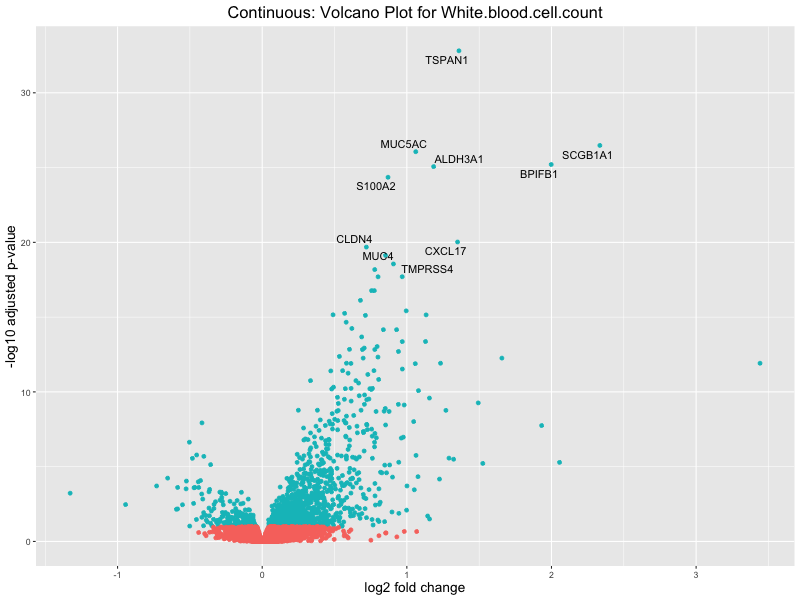 Continuous: Volcano Plot for White.blood.cell.count
TSPAN1
30
MUC5AC
SCGB1A1
ALDH3A1
BPIFB1
S100A2
-log10 adjusted p-value
20
CLDN4
CXCL17
MUC4
TMPRSS4
10
0
-1 0 1 2 3
log2 fold change